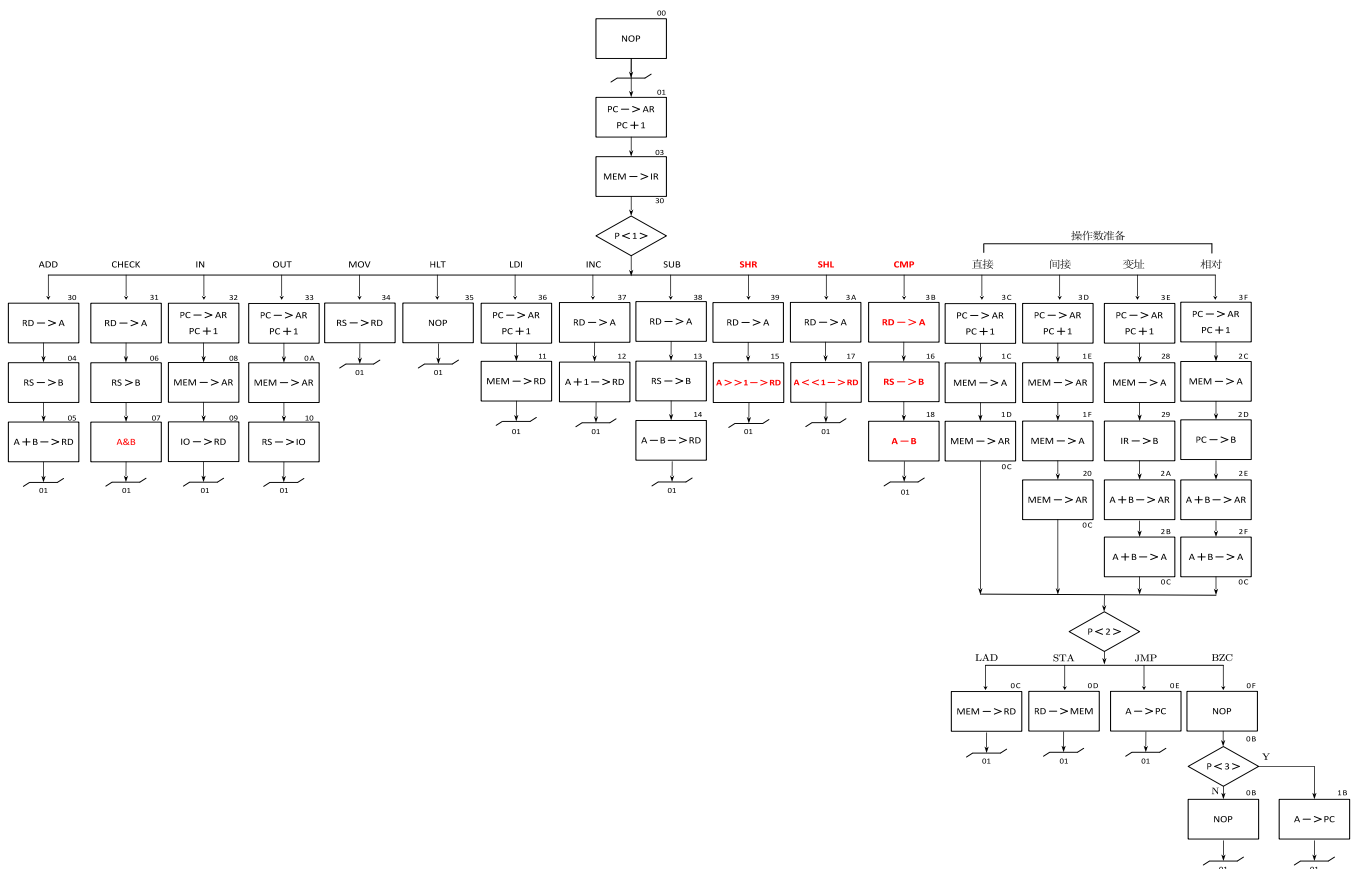 00
NOP
01
PC－>AR
PC＋1
03
MEM－>IR
30
P<1>
操作数准备
ADD CHECK IN OUT MOV HLT LDI INC SUB SHR SHL CMP 直接 间接 变址 相对
30 31 32 33 34 35 36 37 38 39 3A 3B 3C 3D 3E 3F
RD－>A RD－>A PC－>AR PC－>AR RS－>RD NOP PC－>AR RD－>A RD－>A RD－>A RD－>A RD－>A PC－>AR PC－>AR PC－>AR PC－>AR
PC＋1 PC＋1 PC＋1 PC＋1 PC＋1 PC＋1 PC＋1
04 06 08 0A 01 01 11 12 13 15 17 16 1C 1E 28 2C
RS－>B RS>B MEM－>AR MEM－>AR MEM－>RD A＋1－>RD RS－>B A>>1－>RD A<<1－>RD RS－>B MEM－>A MEM－>AR MEM－>A MEM－>A
05 07 09 10 01 01 14 01 01 18 1D 1F 29 2D
A＋B－>RD A&B IO－>RD RS－>IO A－B－>RD A－B MEM－>AR MEM－>A IR－>B PC－>B
01 01 01 01 01 01 0C 20 2A 2E
MEM－>AR A＋B－>AR A＋B－>AR
0C 2B 2F
A＋B－>A A＋B－>A
0C 0C
P<2>
LAD STA JMP BZC
0C 0D 0E 0F
MEM－>RD RD－>MEM A－>PC NOP
01 01 01 0B
P<3> Y
N 0B 1B
NOP A－>PC
01 01